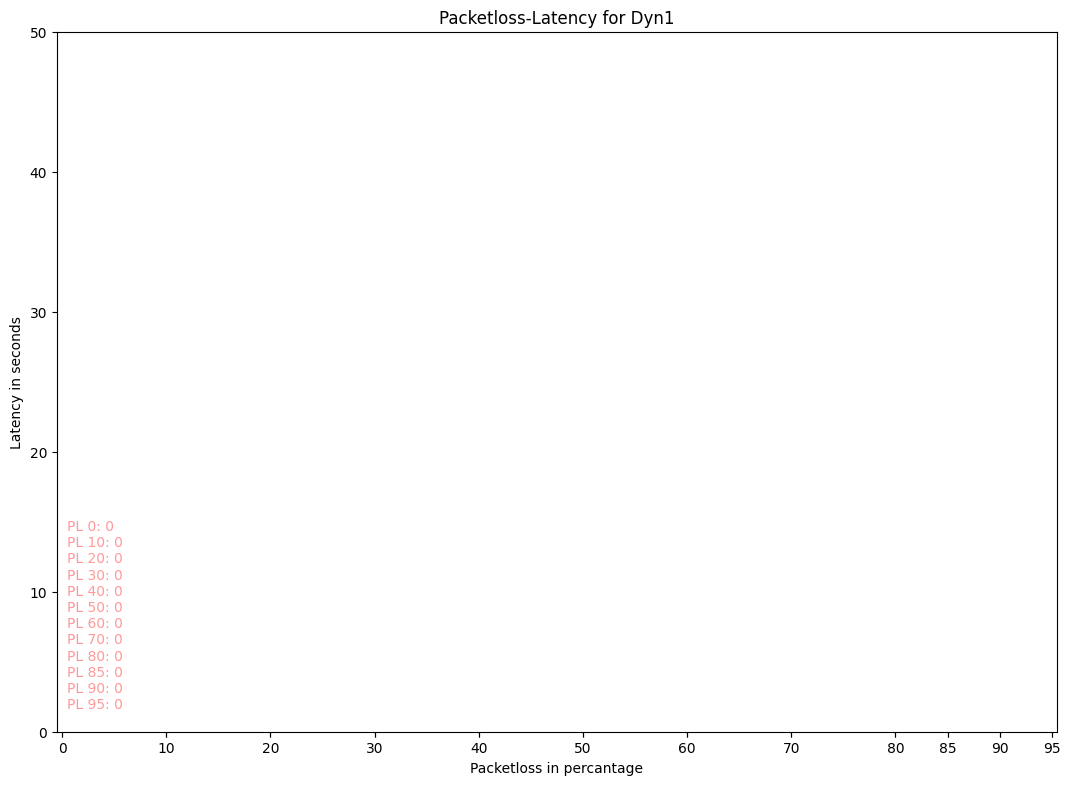 Packetloss-Latency for Dyn1
50
40
30
20
10
0
Latency in seconds
PL 0: 0
PL 10: 0
PL 20: 0
PL 30: 0
PL 40: 0
PL 50: 0
PL 60: 0
PL 70: 0
PL 80: 0
PL 85: 0
PL 90: 0
PL 95: 0
0 10 20 30 40 50 60 70 80 85 90 95
Packetloss in percantage